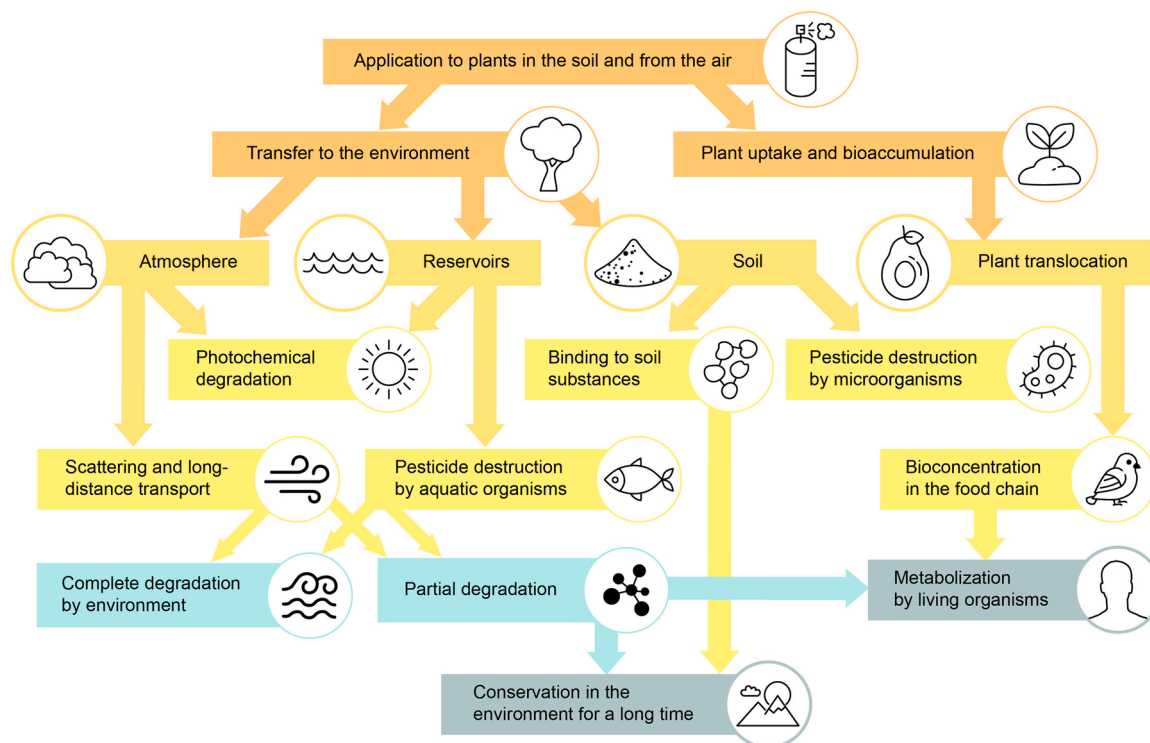 Application to plants in the soil and from the air
Transfer to the environment
Plant uptake and bioaccumulation
Atmosphere
Reservoirs
Soil
Plant translocation
Photochemical
degradation
Binding to soil
substances
Pesticide destruction
by microorganisms
Scattering and long-
distance transport
Pesticide destruction
by aquatic organisms
Bioconcentration
in the food chain
Complete degradation
by environment
Partial degradation
Metabolization
by living organisms
Conservation in the
environment for a long time